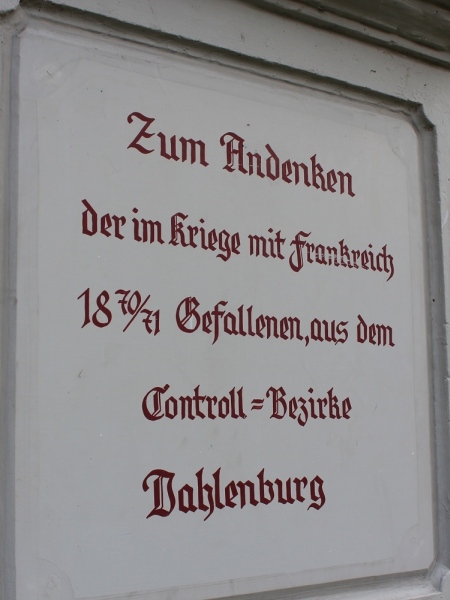 Zum Andenken
der im Kriege mit Frankreich
18 70/71 Gefallenen, aus dem
Controll=Bezirke
Dahlenburg